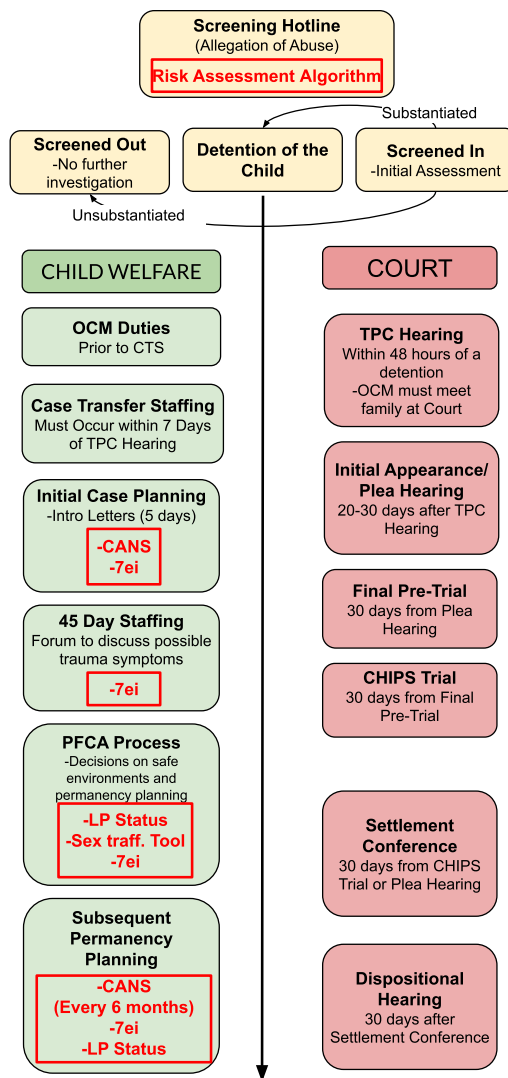 Screening Hotline
(Allegation of Abuse)
Risk Assessment Algorithm
Substantiated
Screened Out
-No further
investigation
Detention of the
Child
Screened In
-Initial Assessment
Unsubstantiated
CHILD WELFARE
OCM Duties
Prior to CTS
Case Transfer Staffing
Must Occur within 7 Days
of TPC Hearing
Initial Case Planning
-Intro Letters (5 days)
-CANS
-7ei
45 Day Staffing
Forum to discuss possible
trauma symptoms
-7ei
PFCA Process
-Decisions on safe
environments and
permanency planning
-LP Status
-Sex traff. Tool
-7ei
Subsequent
Permanency
Planning
-CANS
(Every 6 months)
-7ei
-LP Status
COURT
TPC Hearing
Within 48 hours of a
detention
-OCM must meet
family at Court
Initial Appearance/
Plea Hearing
20-30 days after TPC
Hearing
Final Pre-Trial
30 days from Plea
Hearing
CHIPS Trial
30 days from Final
Pre-Trial
Settlement
Conference
30 days from CHIPS
Trial or Plea Hearing
Dispositional
Hearing
30 days after
Settlement Conference